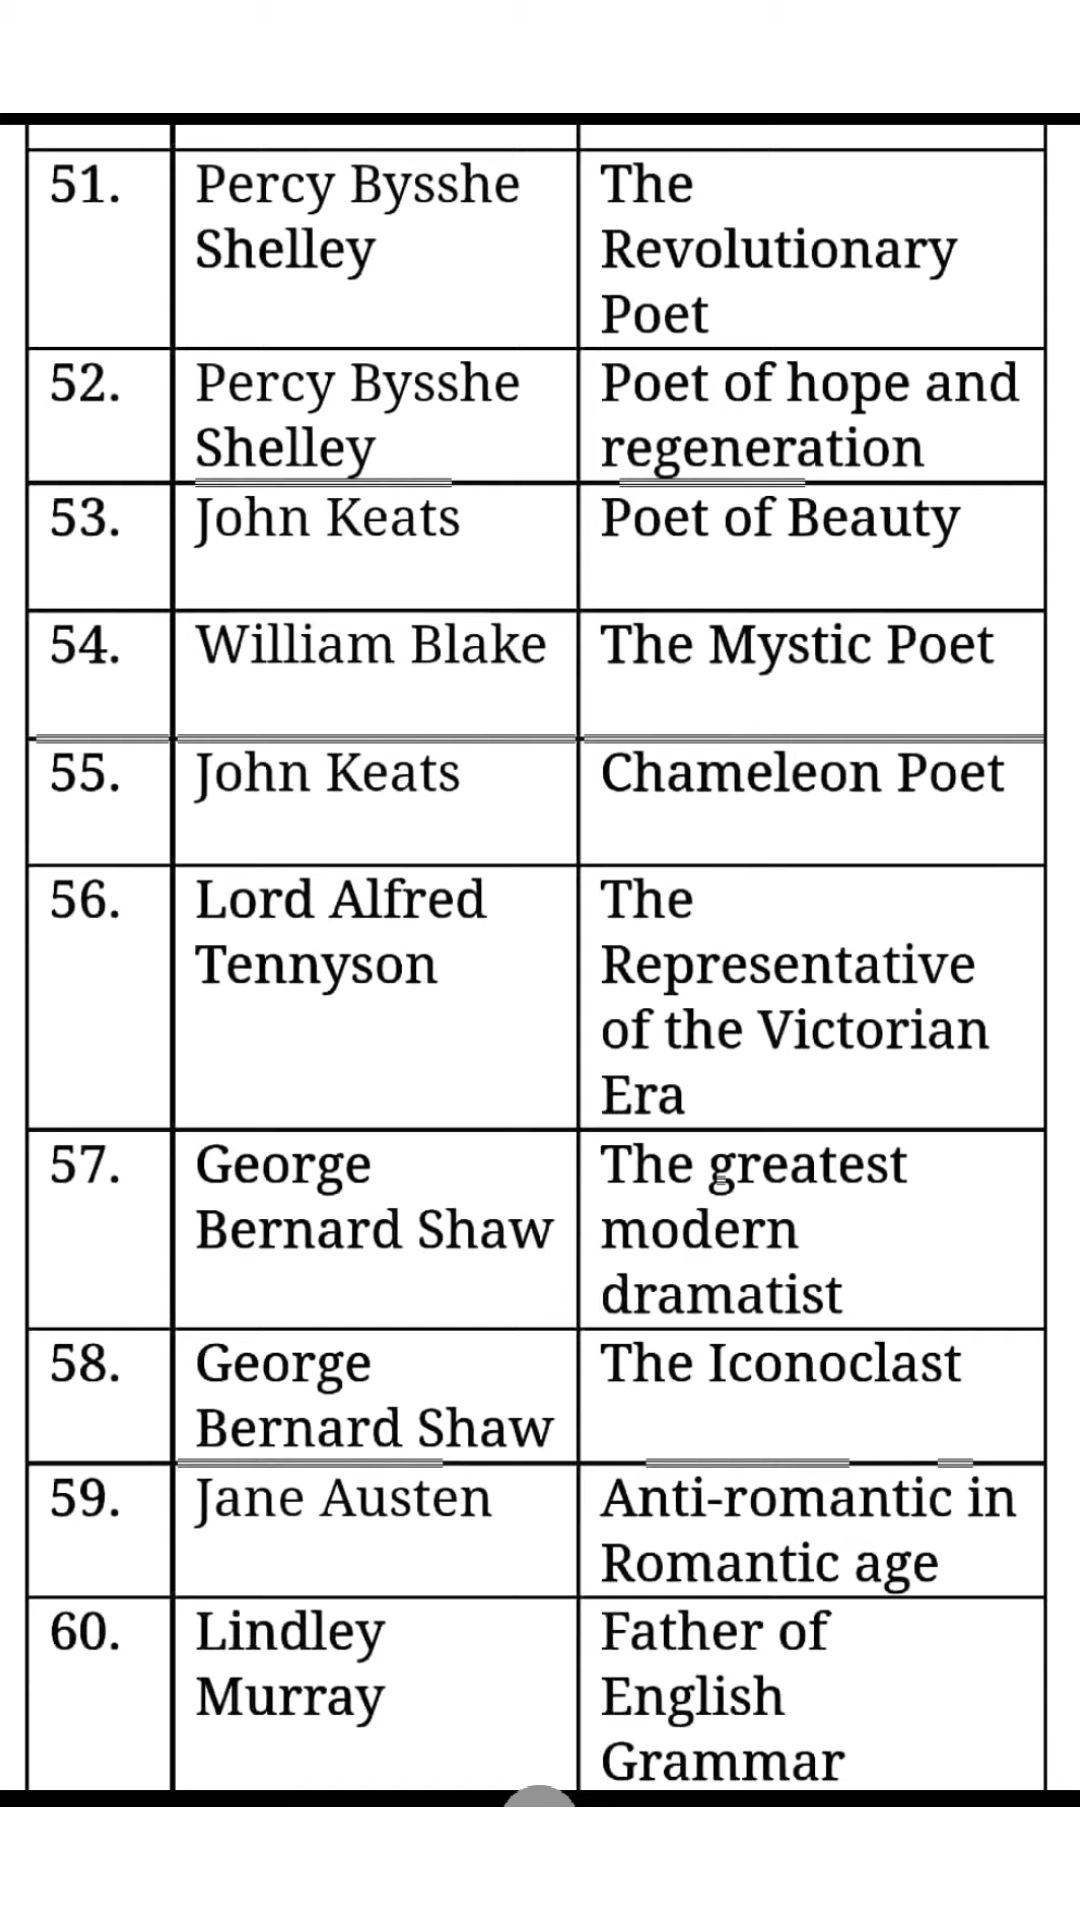 51. Percy Bysshe The
Shelley Revolutionary
Poet
52. Percy Bysshe Poet of hope and
Shelley regeneration
53. John Keats Poet of Beauty
54. William Blake The Mystic Poet
55. John Keats Chameleon Poet
56. Lord Alfred The
Tennyson Representative
of the Victorian
Era
57. George The greatest
Bernard Shaw modern
dramatist
58. George The Iconoclast
Bernard Shaw
59. Jane Austen Anti-romantic in
Romantic age
60. Lindley Father of
Murray English
Grammar